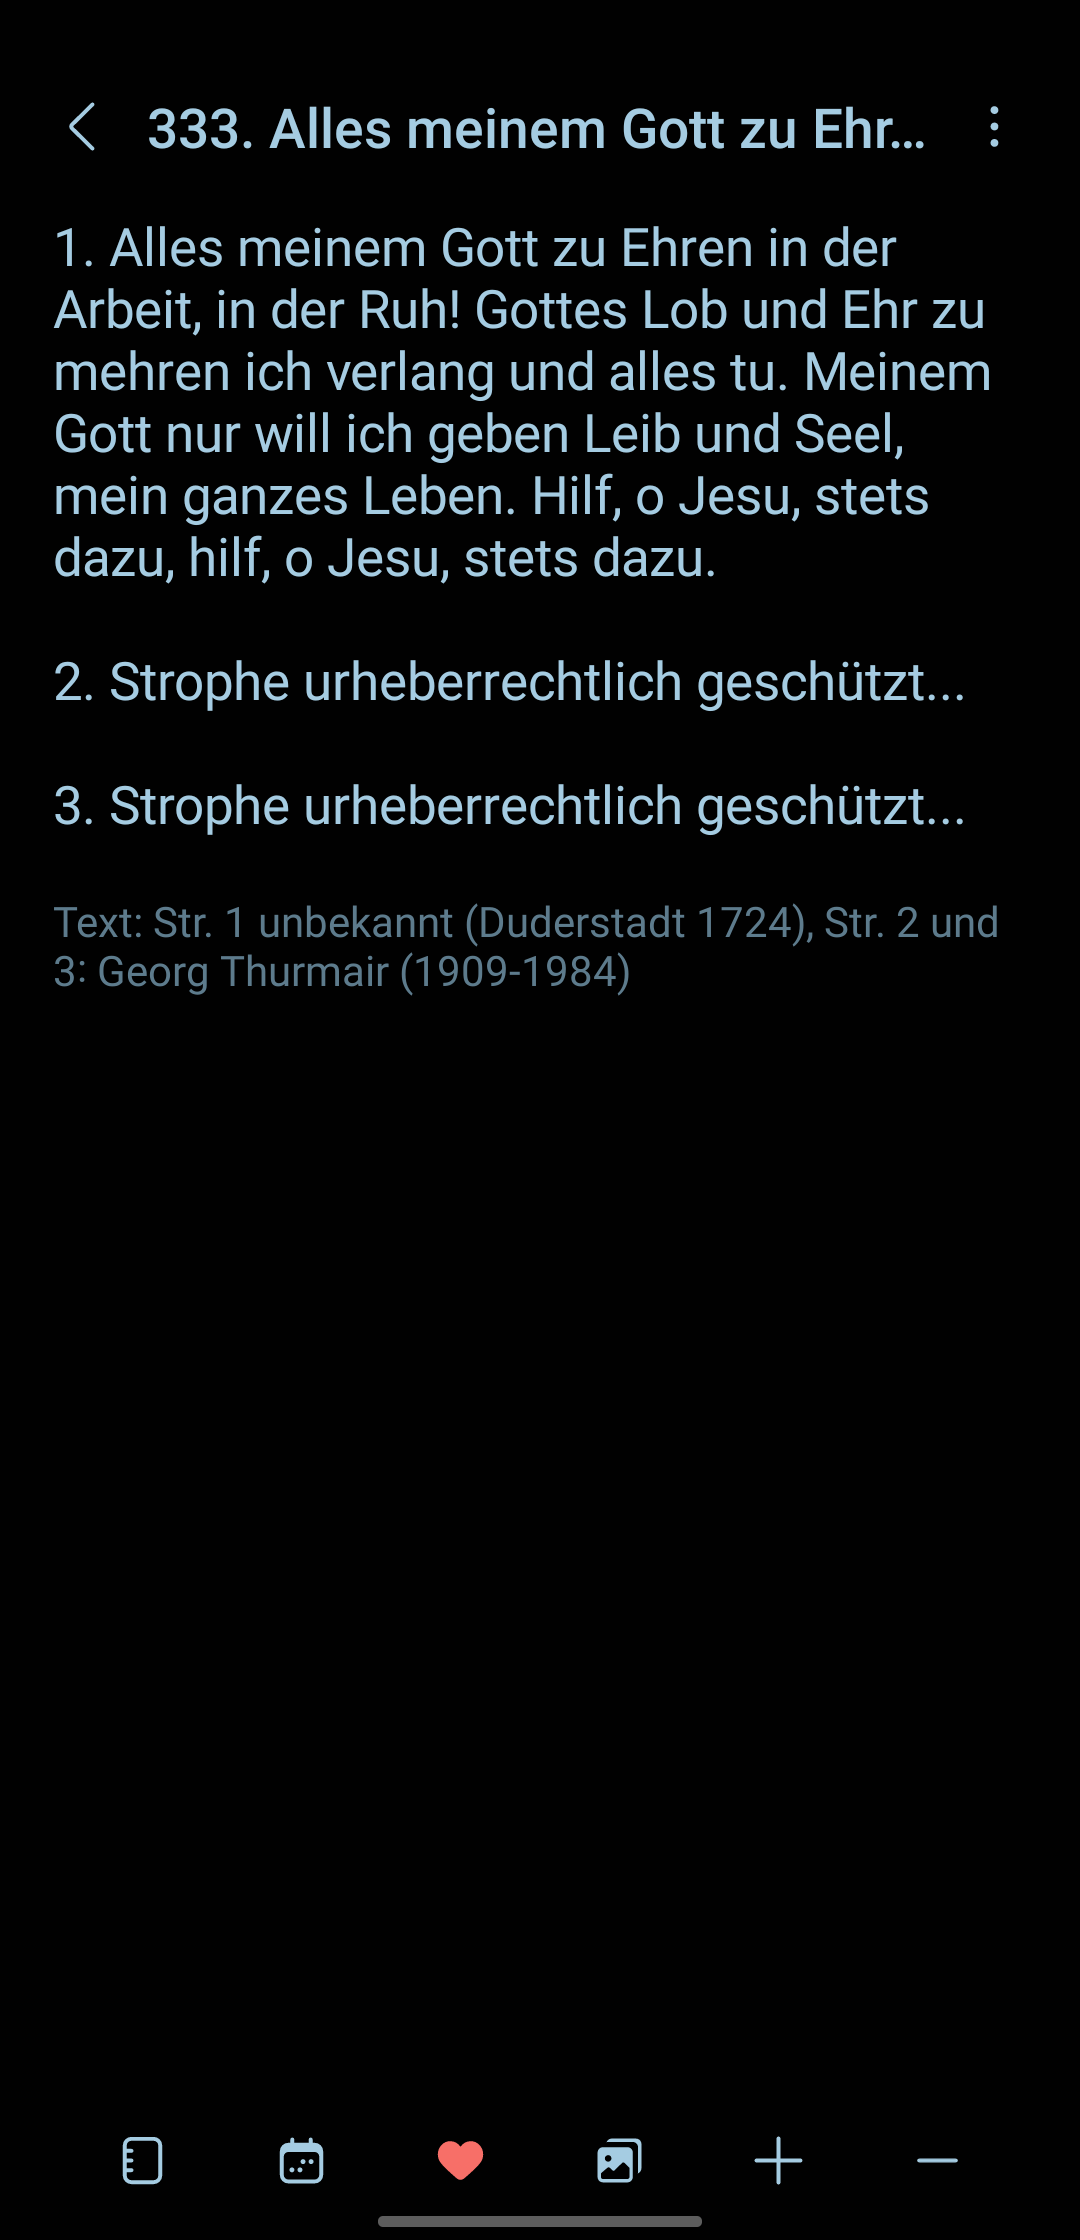 333. Alles meinem Gott zu Ehr...
1. Alles meinem Gott zu Ehren in der
Arbeit, in der Ruh! Gottes Lob und Ehr zu
mehren ich verlang und alles tu. Meinem
Gott nur will ich geben Leib und Seel,
mein ganzes Leben. Hilf, o Jesu, stets
dazu, hilf, o Jesu, stets dazu.
2. Strophe urheberrechtlich geschützt...
3. Strophe urheberrechtlich geschützt...
Text: Str. 1 unbekannt (Duderstadt 1724), Str. 2 und
3: Georg Thurmair (1909-1984)